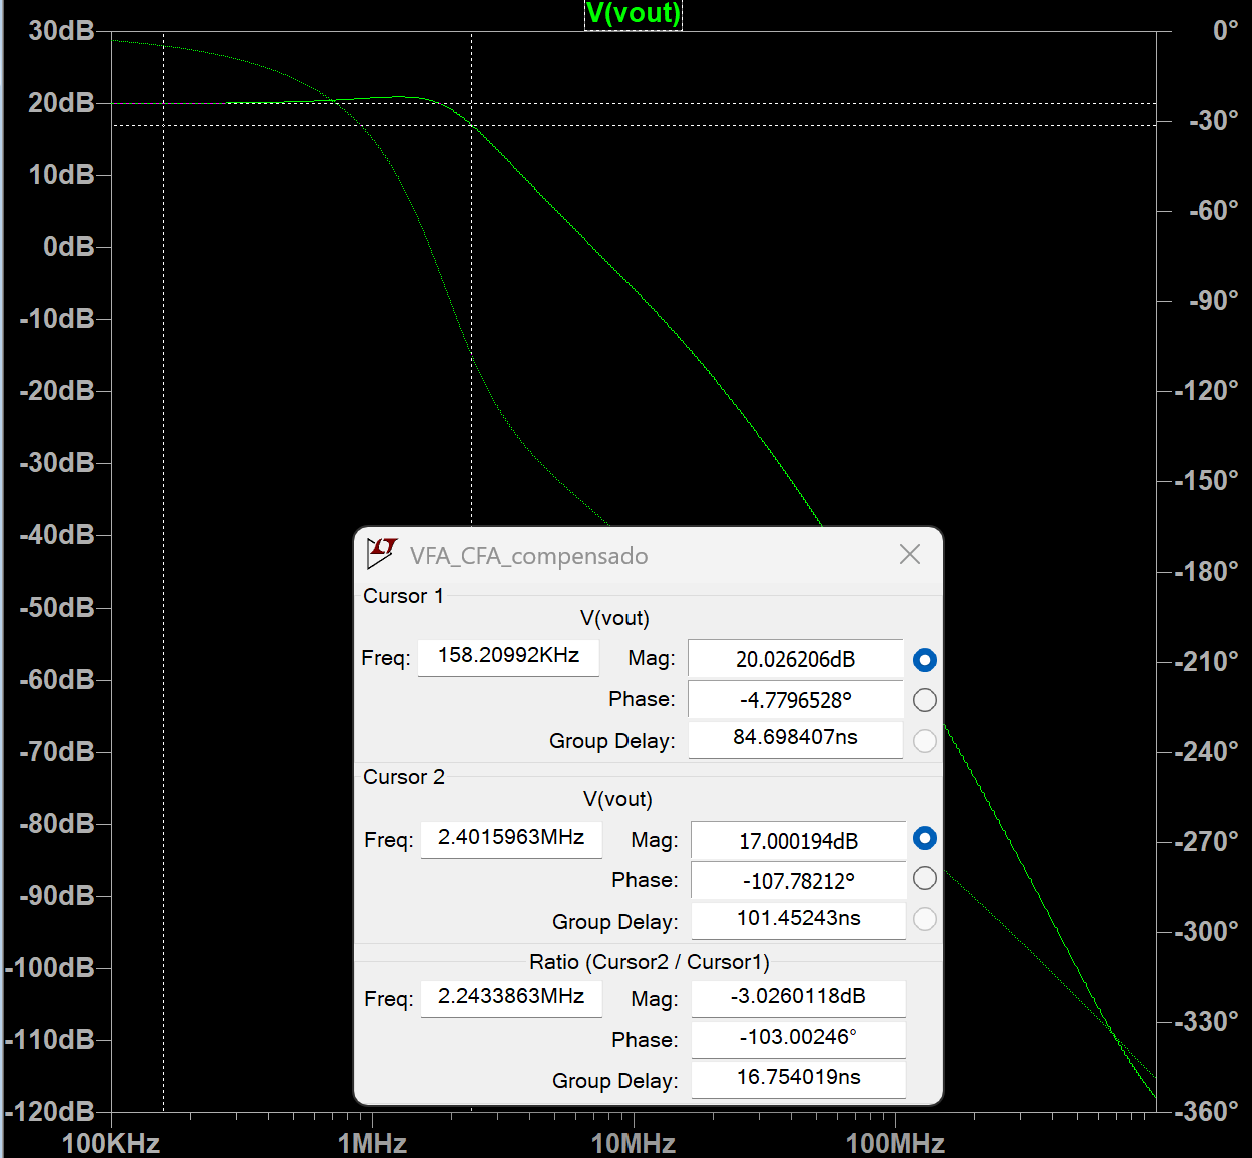 V(vout)
30dB
20dB
10dB
0dB
-10dB
-20dB
-30dB
-40dB
-50dB
-60dB
-70dB
-80dB
-90dB
-100dB
-110dB
-120dB
0°
-30°
-60°
-90°
-120°
-150°
-180°
-210°
-240°
-270°
-300°
-330°
-360°
100KHz 1MHz 10MHz 100MHz
LT VFA_CFA_compensado
Cursor 1
V(vout)
Freq: 158.20992KHz Mag: 20.026206dB
Phase: -4.7796528°
Group Delay: 84.698407ns
Cursor 2
V(vout)
Freq: 2.4015963MHz Mag: 17.000194dB
Phase: -107.78212°
Group Delay: 101.45243ns
Ratio (Cursor2 / Cursor1)
Freq: 2.2433863MHz Mag: -3.0260118dB
Phase: -103.00246°
Group Delay: 16.754019ns